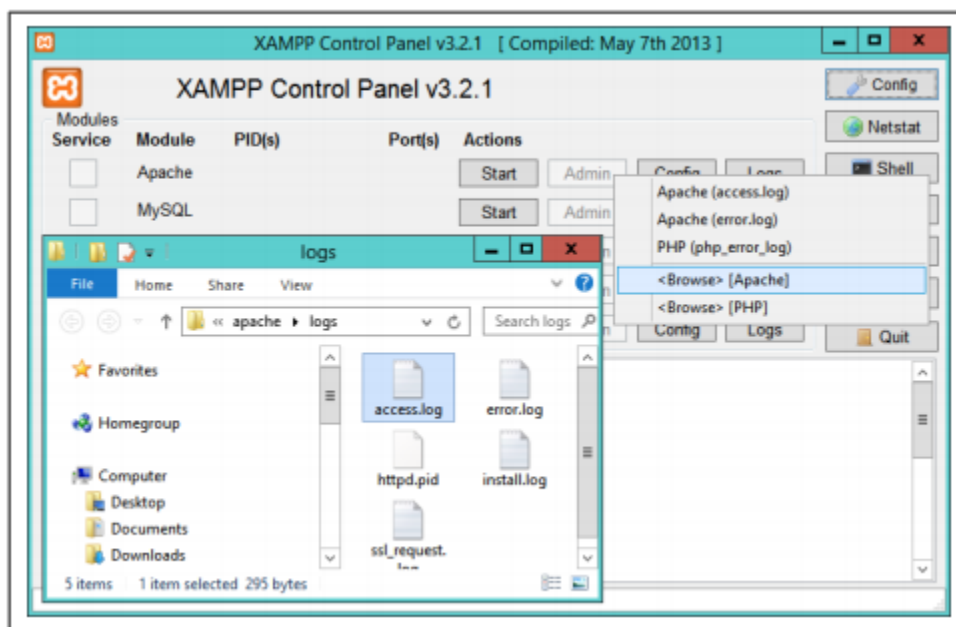 XAMPP Control Panel v3.2.1 [ Compiled: May 7th 2013 ]
XAMPP Control Panel v3.2.1
Config
Netstat
Modules
Service Module PID(s) Port(s) Actions
Apache Start Admin Config Logs
Shell
MySQL Start Admin
Apache (access.log)
Apache (error.log)
PHP (php_error_log)
<Browse> [Apache]
<Browse> [PHP]
Config Logs
Quit
logs
File Home Share View
« apache logs Search logs
Favorites
Homegroup
Computer
Desktop
Documents
Downloads
access.log error.log
httpd.pid install.log
ssl_request.
5 items 1 item selected 295 bytes